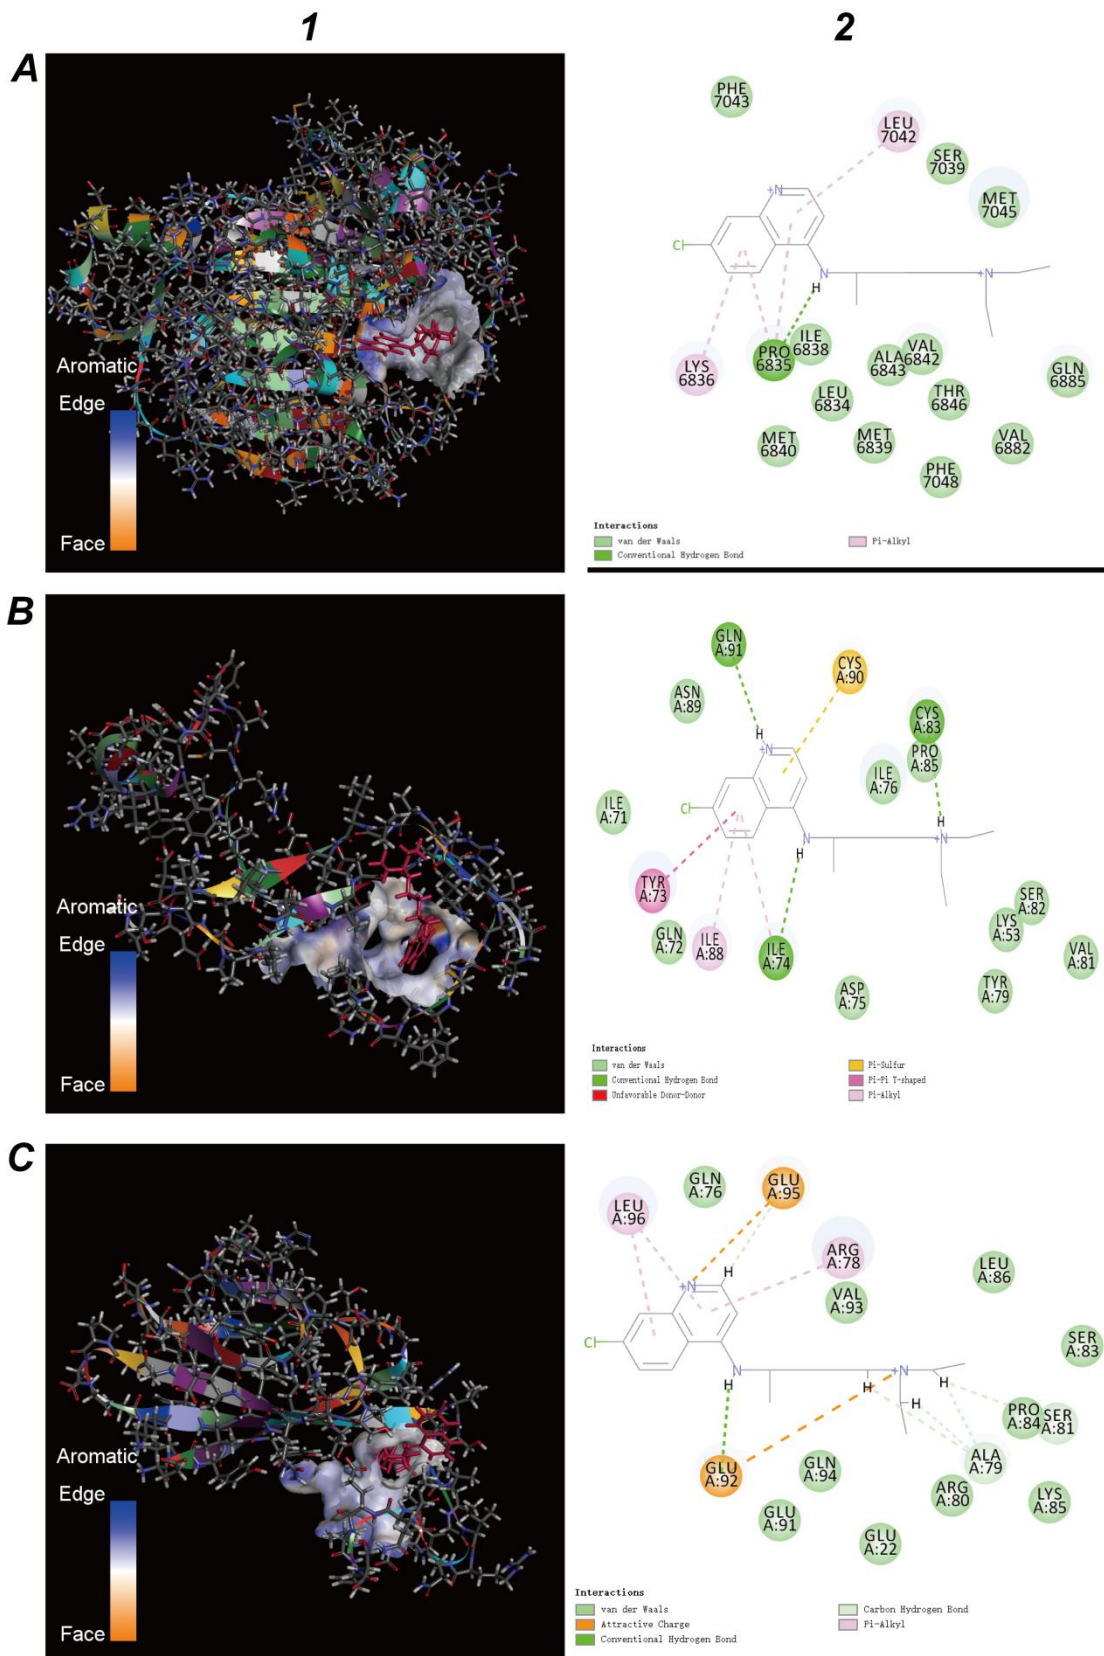 1
2
A
Aromatic
Edge
Face
PHE
7043
LEU
7042
SER
7039
MET
7045
+N
Cl
N
H
+N
LYS
6836
PRO
6835
ILE
6838
ALA
6843
VAL
6842
GLN
6885
LEU
6834
THR
6846
MET
6840
MET
6839
VAL
6882
PHE
7048
Interactions
van der Waals
Conventional Hydrogen Bond
Pi-Alkyl
B
Aromatic
Edge
Face
GLN
A:91
CYS
A:90
ASN
A:89
CYS
A:83
PRO
A:85
ILE
A:76
H
+N
ILE
A:71
Cl
H
N
H
+N
TYR
A:73
SER
A:82
LYS
A:53
GLN
A:72
ILE
A:88
ILE
A:74
VAL
A:81
ASP
A:75
TYR
A:79
Interactions
van der Waals
Conventional Hydrogen Bond
Unfavorable Donor-Donor
Pi-Sulfur
Pi-Pi T-shaped
Pi-Alkyl
C
Aromatic
Edge
Face
GLN
A:76
GLU
A:95
LEU
A:96
ARG
A:78
LEU
A:86
H
+N
VAL
A:93
Cl
SER
A:83
N
H
H
+N
H
H
PRO
A:84
SER
A:81
ALA
A:79
GLU
A:92
GLN
A:94
ARG
A:80
LYS
A:85
GLU
A:91
GLU
A:22
Interactions
van der Waals
Attractive Charge
Conventional Hydrogen Bond
Carbon Hydrogen Bond
Pi-Alkyl